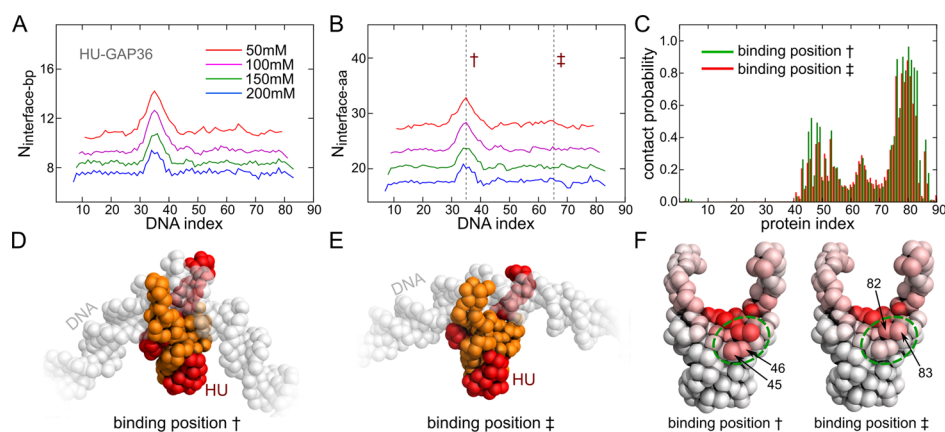 A
HU-GAP36
50mM
100mM
150mM
200mM
N interface-bp
16
12
8
10 20 30 40 50 60 70 80 90
DNA index
B
†
‡
N interface-aa
40
30
20
10 20 30 40 50 60 70 80 90
DNA index
C
binding position †
binding position ‡
contact probability
1.0
0.8
0.6
0.4
0.2
0.0
0 10 20 30 40 50 60 70 80 90
protein index
D
DNA
HU
binding position †
E
DNA
HU
binding position ‡
F
46
45
82
83
binding position †
binding position ‡